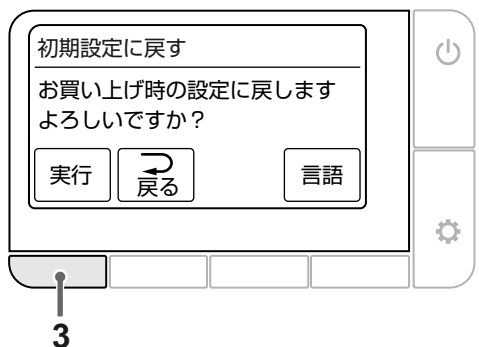 初期設定に戻す
お買い上げ時の設定に戻します
よろしいですか？
実行
戻る
言語
3